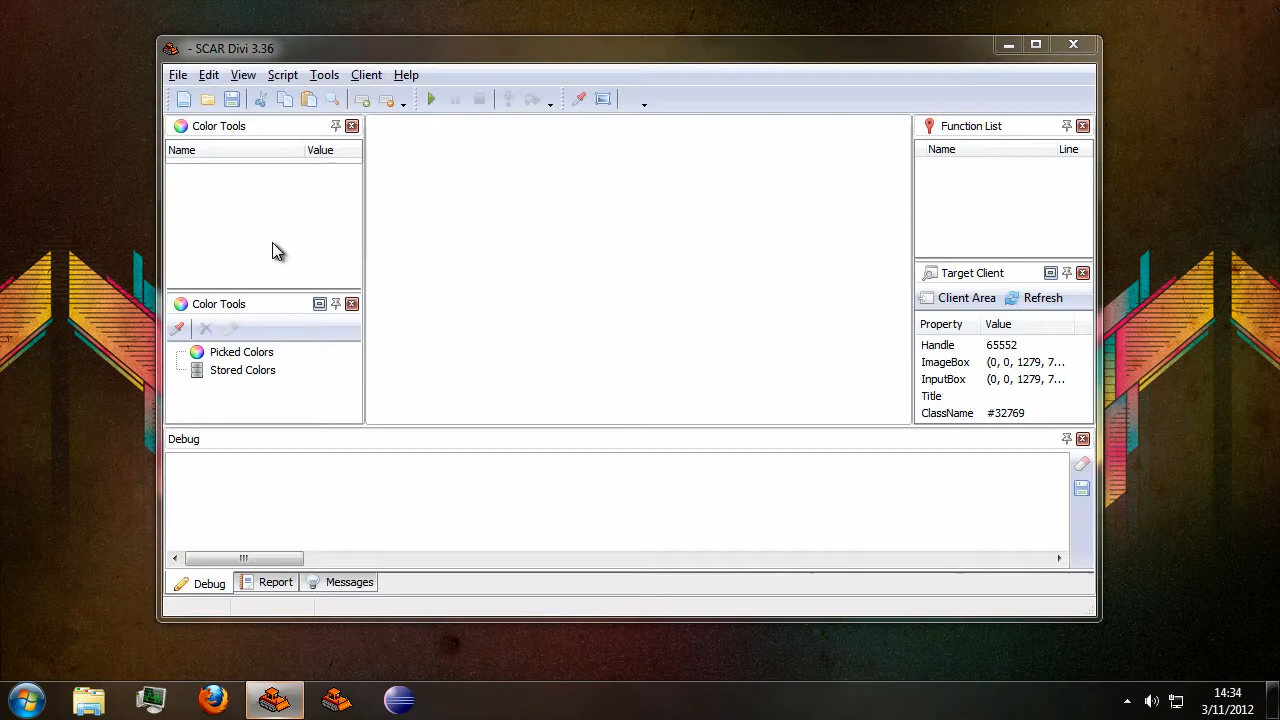 - SCAR Divi 3.36
File Edit View Script Tools Client Help
Color Tools
Name Value
Color Tools
Picked Colors
Stored Colors
Function List
Name Line
Target Client
Client Area Refresh
Property Value
Handle 65552
ImageBox (0, 0, 1279, 7...
InputBox (0, 0, 1279, 7...
Title
ClassName #32769
Debug
Debug Report Messages
14:34
3/11/2012